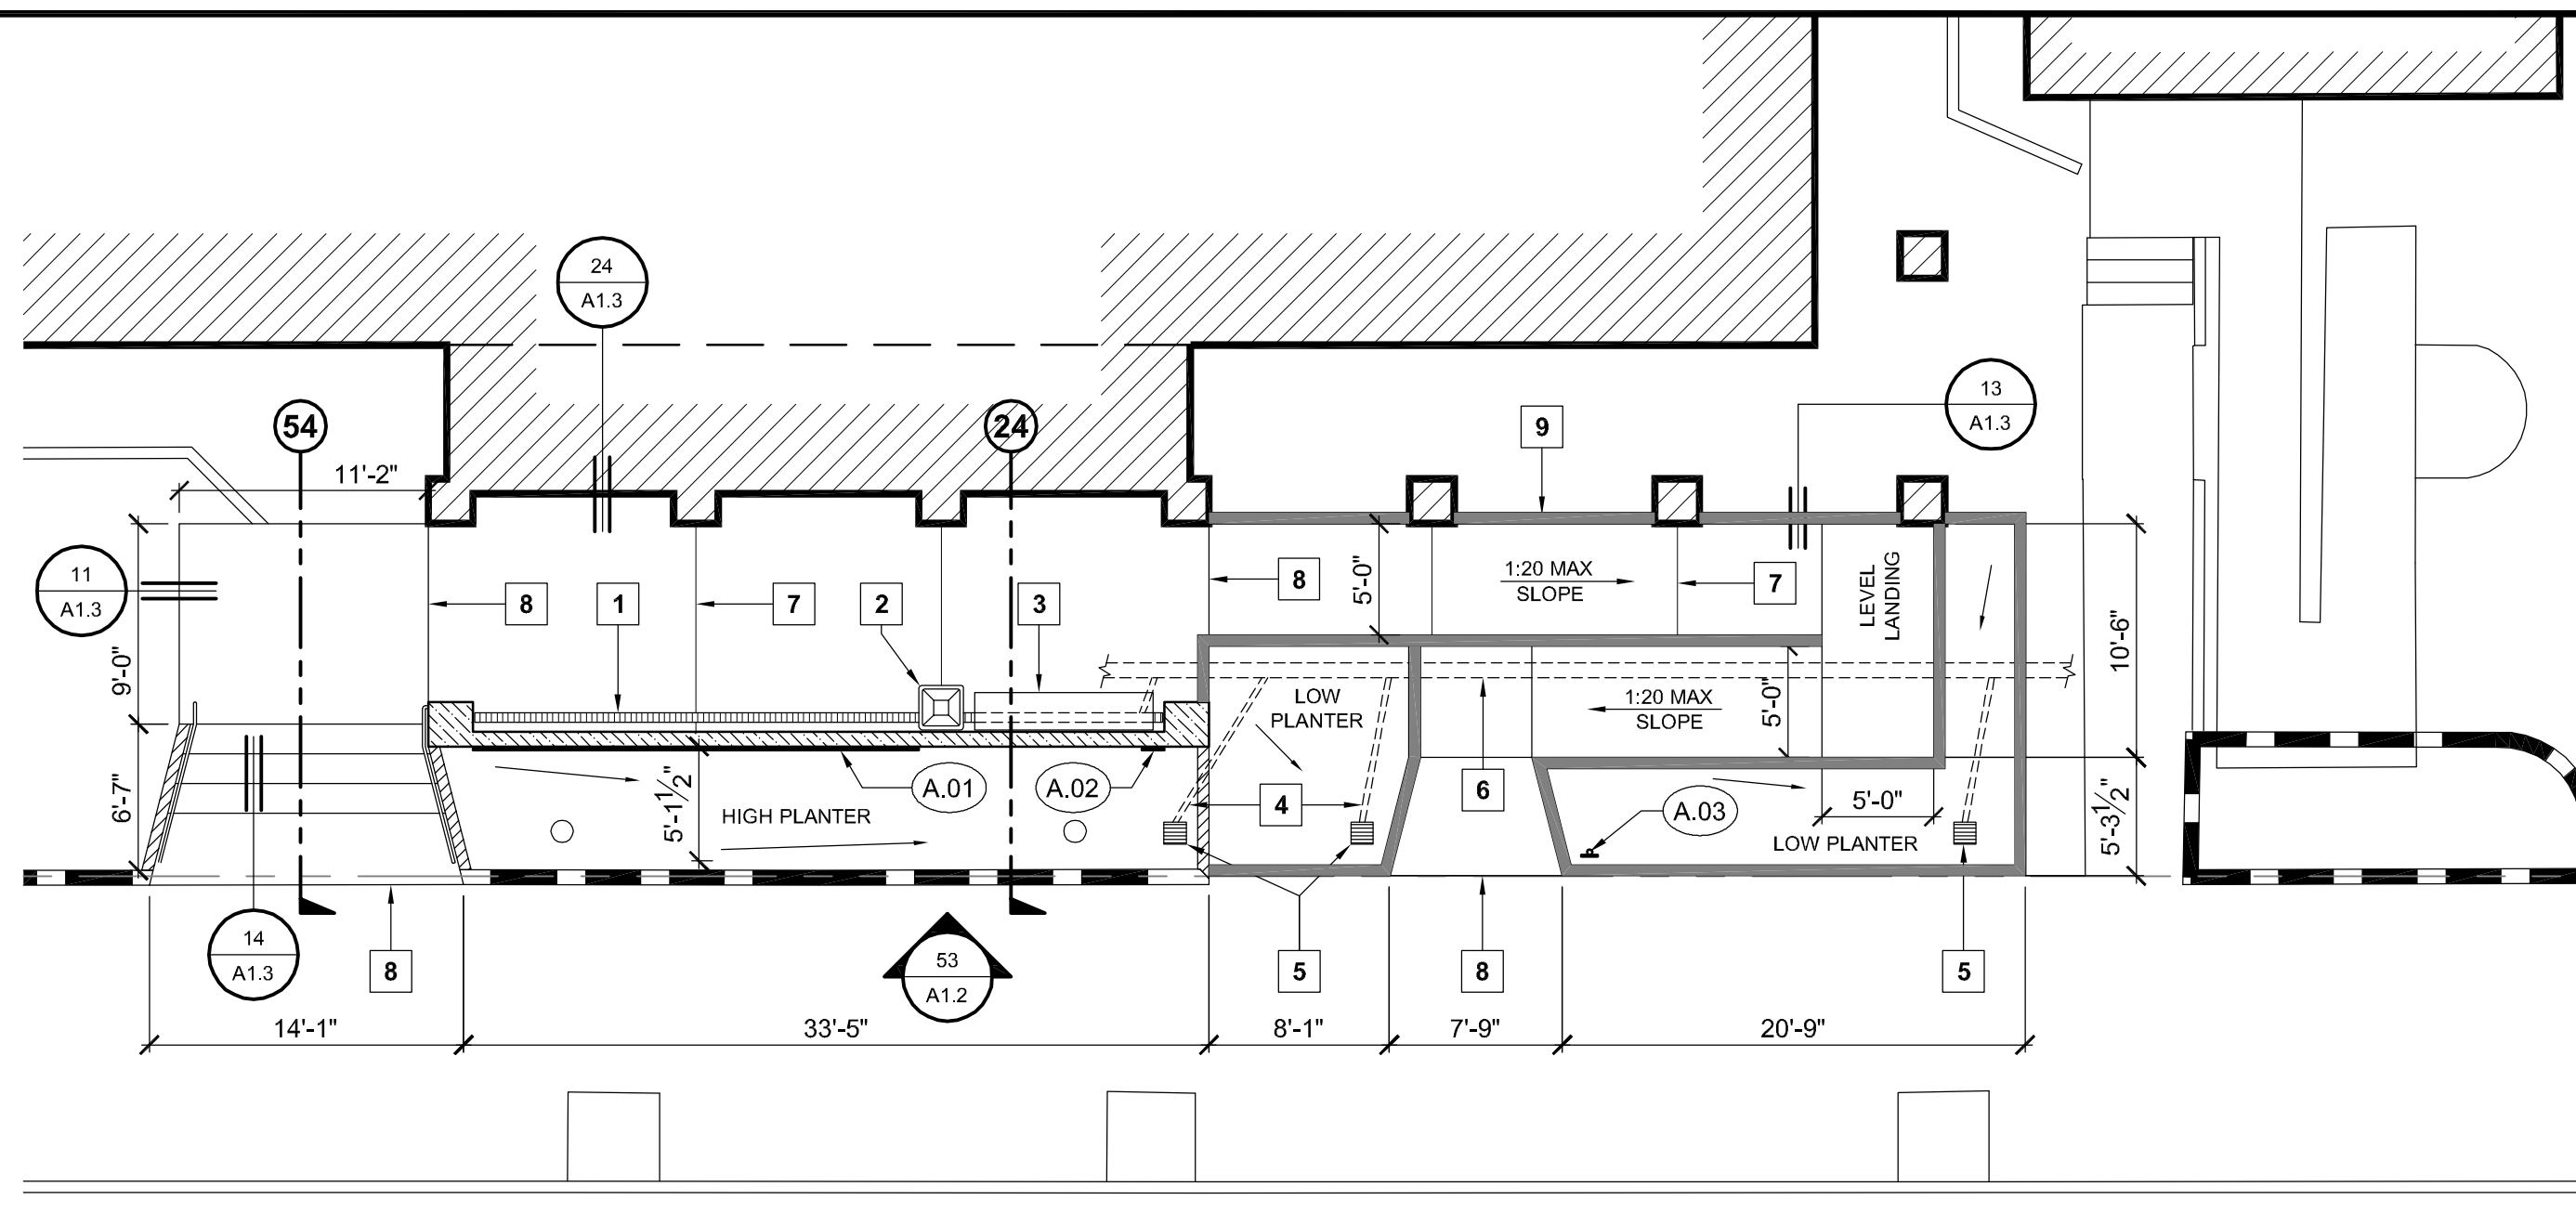 24
A1.3
54
24
11'-2"
13
A1.3
9
11
A1.3
8
1
7
2
3
8
5'-0"
1:20 MAX
SLOPE
7
LEVEL
LANDING
9'-0"
10'-6"
LOW
PLANTER
1:20 MAX
SLOPE
5'-0"
6'-7"
5'-1 1/2"
HIGH PLANTER
A.01
A.02
4
6
A.03
5'-0"
LOW PLANTER
5'-3 1/2"
14
A1.3
8
53
A1.2
5
8
5
14'-1"
33'-5"
8'-1"
7'-9"
20'-9"